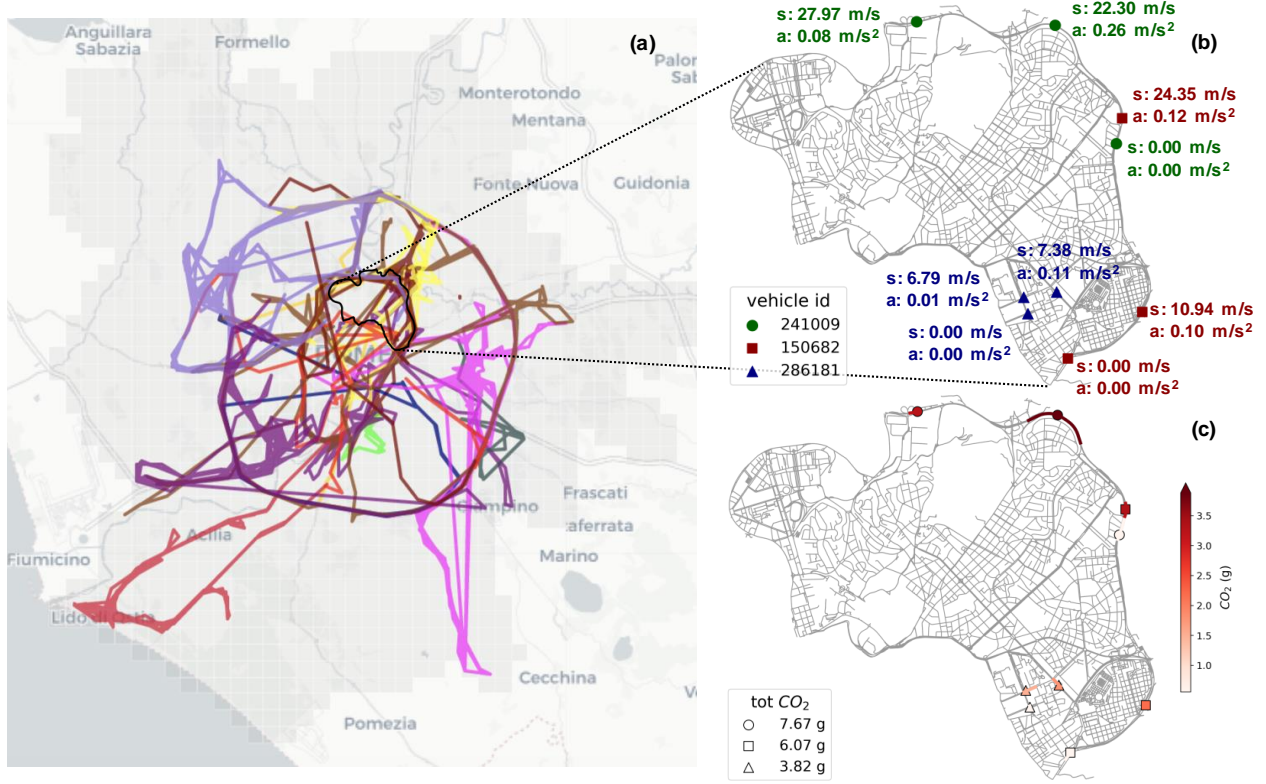 Anguillara
Sabazia
Formello
(a)
Monterotondo
Mentana
Fonte Nuova
Guidonia
Ciampino
Frascati
Marino
Acilia
Fiumicino
Lido di Ostia
Cecchina
Pomezia
s: 27.97 m/s
a: 0.08 m/s²
s: 22.30 m/s
a: 0.26 m/s²
(b)
s: 24.35 m/s
a: 0.12 m/s²
s: 0.00 m/s
a: 0.00 m/s²
s: 7.38 m/s
a: 0.11 m/s²
s: 6.79 m/s
a: 0.01 m/s²
s: 0.00 m/s
a: 0.00 m/s²
s: 10.94 m/s
a: 0.10 m/s²
s: 0.00 m/s
a: 0.00 m/s²
vehicle id
241009
150682
286181
(c)
3.5
3.0
2.5
2.0
1.5
1.0
CO₂ (g)
tot CO₂
7.67 g
6.07 g
3.82 g